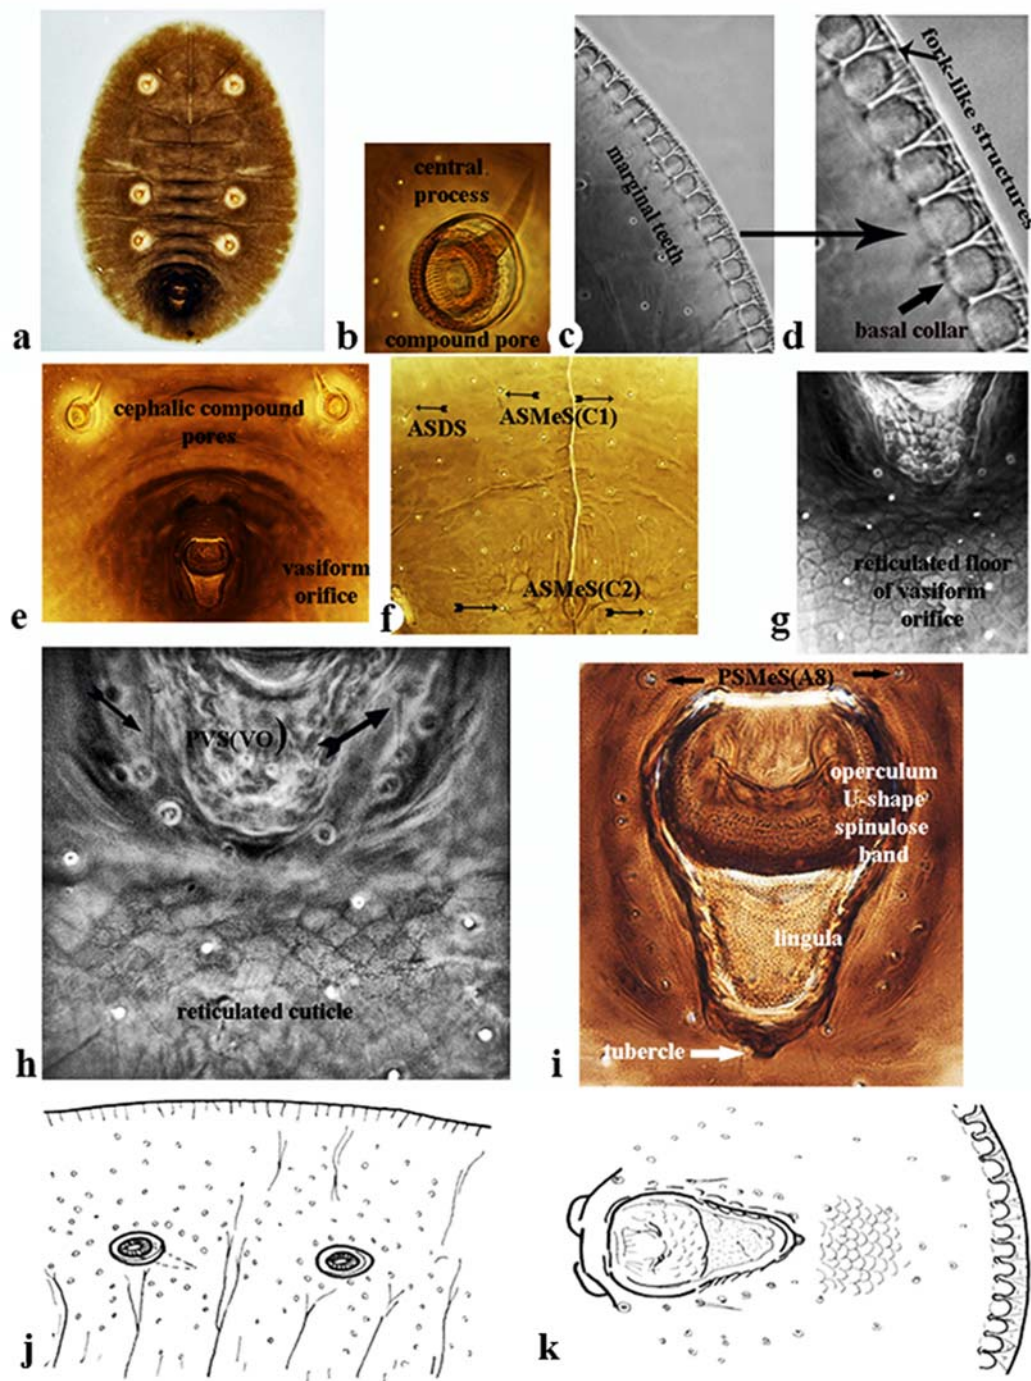 a
central
process
compound pore
b
marginal teeth
c
fork-like structures
basal collar
d
cephalic compound
pores
vasiform
orifice
e
ASDS
ASMeS(C1)
ASMeS(C2)
f
reticulated floor
of vasiform
orifice
g
PVS(VO)
reticulated cuticle
h
PSMeS(A8)
operculum
U-shape
spinulose
band
lingula
tubercle
i
j
k